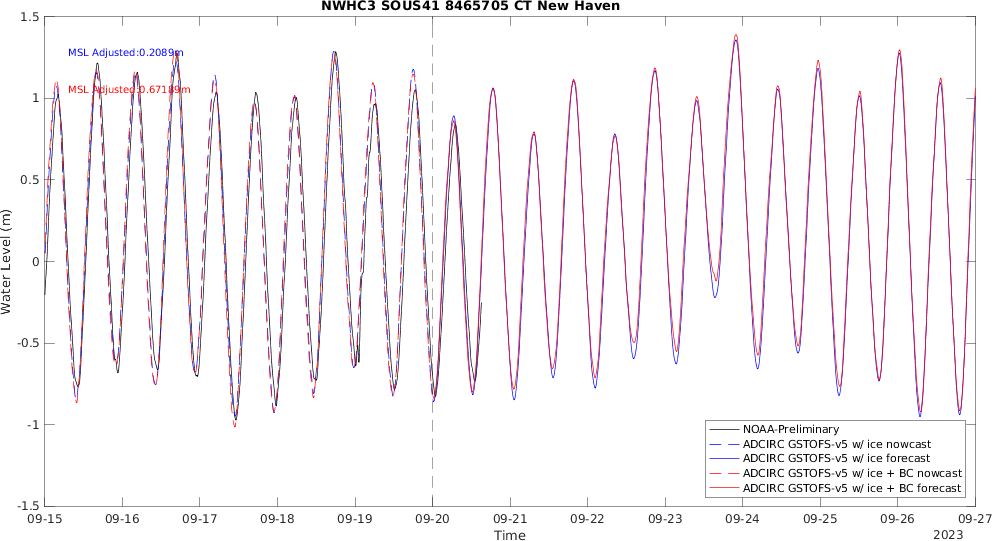 NWHC3 SOUS41 8465705 CT New Haven
1.5
1
0.5
0
-0.5
-1
-1.5
Water Level (m)
MSL Adjusted:0.2089m
MSL Adjusted:0.67189m
NOAA-Preliminary
ADCIRC GSTOFS-v5 w/ ice nowcast
ADCIRC GSTOFS-v5 w/ ice forecast
ADCIRC GSTOFS-v5 w/ ice + BC nowcast
ADCIRC GSTOFS-v5 w/ ice + BC forecast
09-15 09-16 09-17 09-18 09-19 09-20 09-21 09-22 09-23 09-24 09-25 09-26 09-27
Time
2023